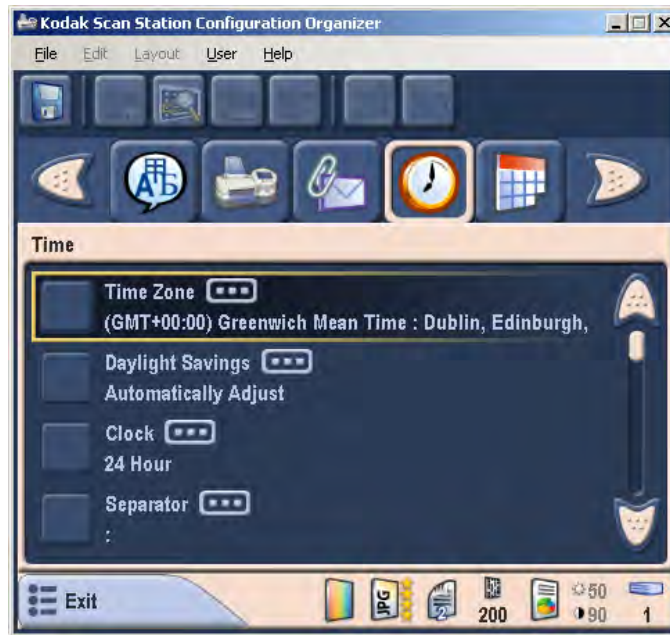 Kodak Scan Station Configuration Organizer
File Edit Layout User Help
Time
Time Zone
(GMT+00:00) Greenwich Mean Time : Dublin, Edinburgh,
Daylight Savings
Automatically Adjust
Clock
24 Hour
Separator
:
Exit
JPG
2
200
50
90
1